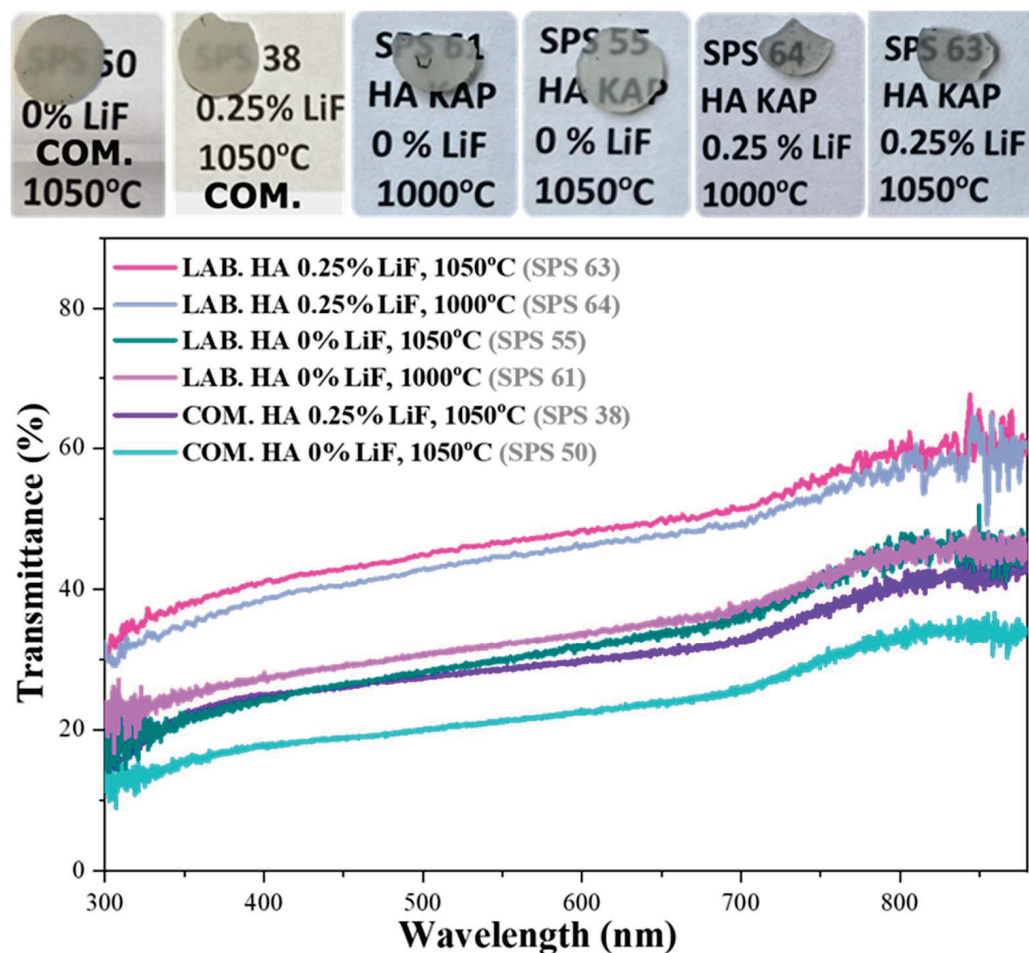 SPS 50
0% LiF
COM.
1050°C
SPS 38
0.25% LiF
1050°C
COM.
SPS 61
HA KAP
0 % LiF
1000°C
SPS 55
HA KAP
0 % LiF
1050°C
SPS 64
HA KAP
0.25 % LiF
1000°C
SPS 63
HA KAP
0.25% LiF
1050°C
LAB. HA 0.25% LiF, 1050°C (SPS 63)
LAB. HA 0.25% LiF, 1000°C (SPS 64)
LAB. HA 0% LiF, 1050°C (SPS 55)
LAB. HA 0% LiF, 1000°C (SPS 61)
COM. HA 0.25% LiF, 1050°C (SPS 38)
COM. HA 0% LiF, 1050°C (SPS 50)
Transmittance (%)
80
60
40
20
0
300 400 500 600 700 800
Wavelength (nm)